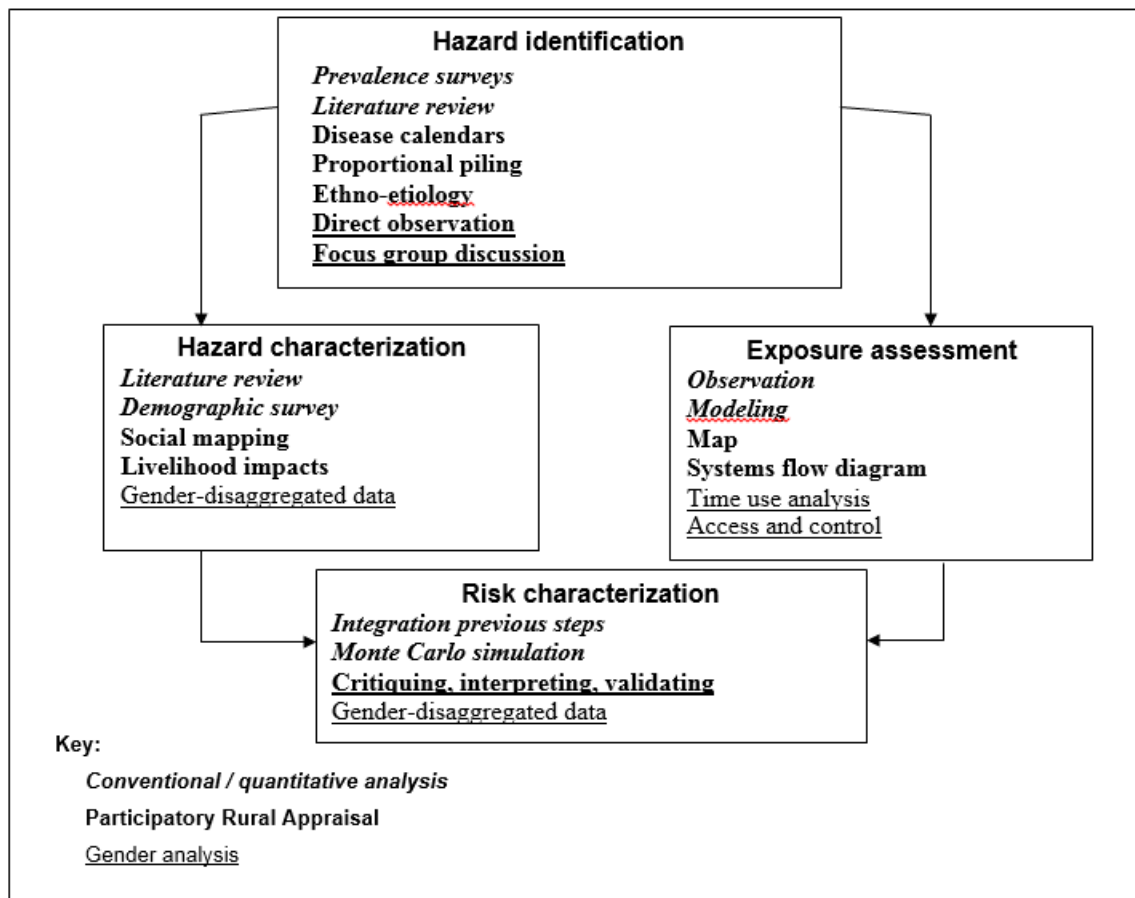 Hazard identification
Prevalence surveys
Literature review
Disease calendars
Proportional piling
Ethno-etiology
Direct observation
Focus group discussion
Hazard characterization
Literature review
Demographic survey
Social mapping
Livelihood impacts
Gender-disaggregated data
Exposure assessment
Observation
Modeling
Map
Systems flow diagram
Time use analysis
Access and control
Risk characterization
Integration previous steps
Monte Carlo simulation
Critiquing, interpreting, validating
Gender-disaggregated data
Key:
Conventional / quantitative analysis
Participatory Rural Appraisal
Gender analysis